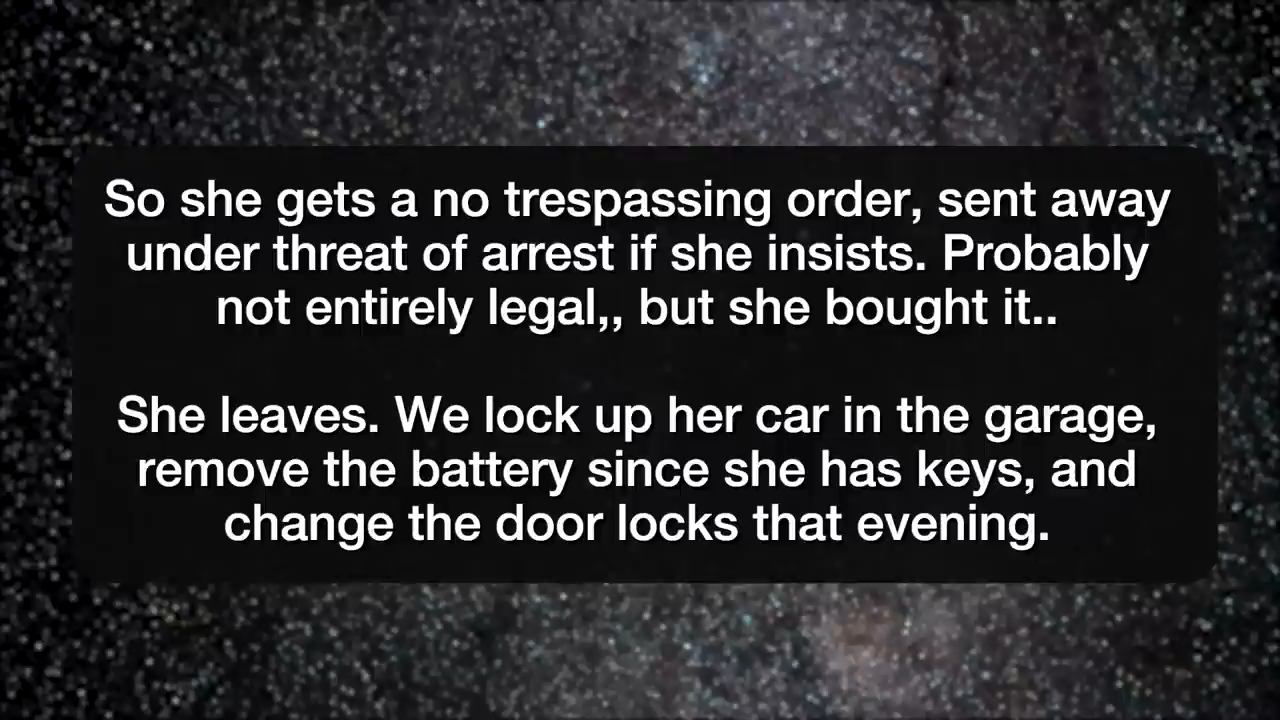 So she gets a no trespassing order, sent away
under threat of arrest if she insists. Probably
not entirely legal,, but she bought it..
She leaves. We lock up her car in the garage,
remove the battery since she has keys, and
change the door locks that evening.